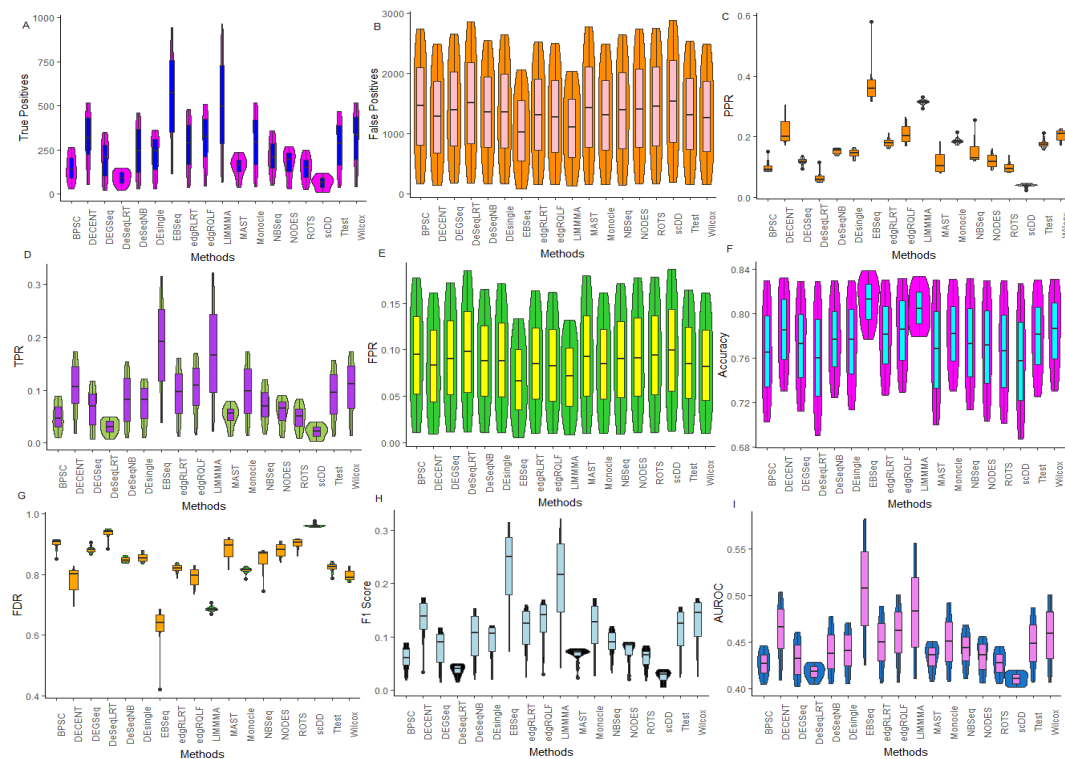 A
True Positives
1000
750
500
250
0
BPSC
DECENT
DEGSeq
DeSeqLRT
DeSeqNB
DEsingle
EBSeq
edgRLRT
edgRQLF
LIMMA
MAST
Monocle
NBSeq
NODES
ROTS
scDD
Ttest
Wilcox
Methods
B
False Positives
3000
2000
1000
0
BPSC
DECENT
DEGSeq
DeSeqLRT
DeSeqNB
DEsingle
EBSeq
edgRLRT
edgRQLF
LIMMA
MAST
Monocle
NBSeq
NODES
ROTS
scDD
Ttest
Wilcox
Methods
C
PPR
0.6
0.4
0.2
0.0
BPSC
DECENT
DEGSeq
DeSeqLRT
DeSeqNB
DEsingle
EBSeq
edgRLRT
edgRQLF
LIMMA
MAST
Monocle
NBSeq
NODES
ROTS
scDD
Ttest
Wilcox
Methods
D
TPR
0.3
0.2
0.1
0.0
BPSC
DECENT
DEGSeq
DeSeqLRT
DeSeqNB
DEsingle
EBSeq
edgRLRT
edgRQLF
LIMMA
MAST
Monocle
NBSeq
NODES
ROTS
scDD
Ttest
Wilcox
Methods
E
FPR
0.15
0.10
0.05
0.00
BPSC
DECENT
DEGSeq
DeSeqLRT
DeSeqNB
DEsingle
EBSeq
edgRLRT
edgRQLF
LIMMA
MAST
Monocle
NBSeq
NODES
ROTS
scDD
Ttest
Wilcox
Methods
F
Accuracy
0.84
0.80
0.76
0.72
0.68
BPSC
DECENT
DEGSeq
DeSeqLRT
DeSeqNB
DEsingle
EBSeq
edgRLRT
edgRQLF
LIMMA
MAST
Monocle
NBSeq
NODES
ROTS
scDD
Ttest
Wilcox
Methods
G
FDR
1.0
0.8
0.6
0.4
BPSC
DECENT
DEGSeq
DeSeqLRT
DeSeqNB
DEsingle
EBSeq
edgRLRT
edgRQLF
LIMMA
MAST
Monocle
NBSeq
NODES
ROTS
scDD
Ttest
Wilcox
Methods
H
F1 Score
0.3
0.2
0.1
0.0
BPSC
DECENT
DEGSeq
DeSeqLRT
DeSeqNB
DEsingle
EBSeq
edgRLRT
edgRQLF
LIMMA
MAST
Monocle
NBSeq
NODES
ROTS
scDD
Ttest
Wilcox
Methods
I
AUROC
0.55
0.50
0.45
0.40
BPSC
DECENT
DEGSeq
DeSeqLRT
DeSeqNB
DEsingle
EBSeq
edgRLRT
edgRQLF
LIMMA
MAST
Monocle
NBSeq
NODES
ROTS
scDD
Ttest
Wilcox
Methods